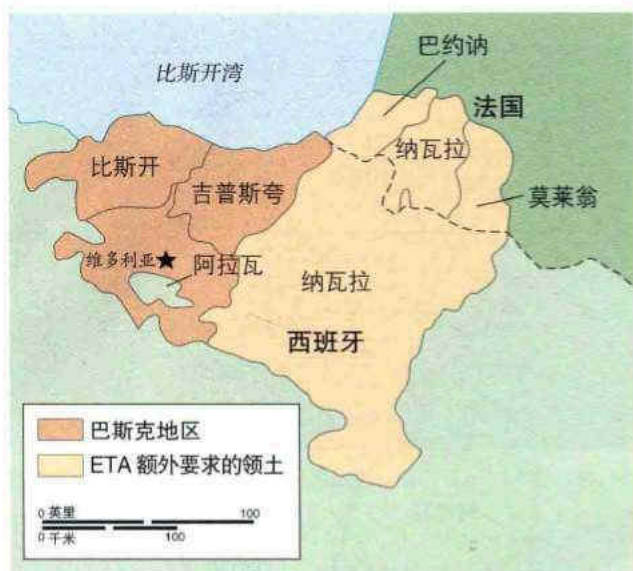 比斯开湾
巴约讷
法国
纳瓦拉
莫莱翁
比斯开
吉普斯夸
维多利亚
阿拉瓦
纳瓦拉
西班牙
巴斯克地区
ETA 额外要求的领土
0 英里 100
0 千米 100